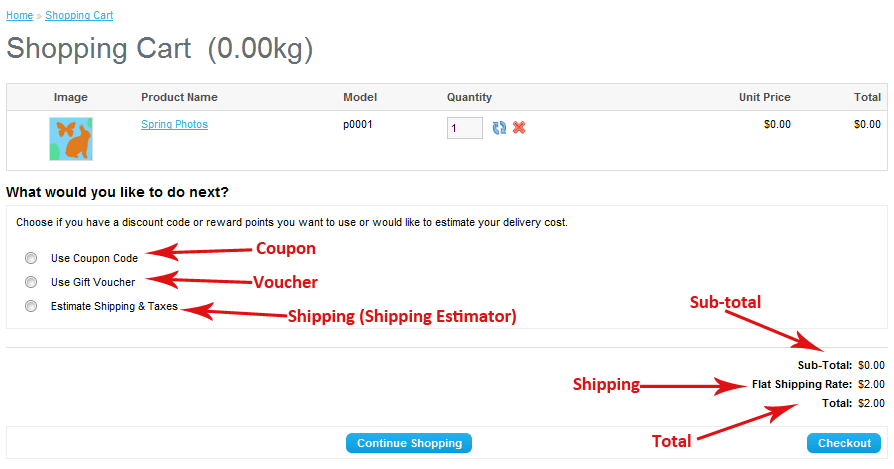 Home » Shopping Cart
Shopping Cart (0.00kg)
Image Product Name Model Quantity Unit Price Total
Spring Photos p0001 1 $0.00 $0.00
What would you like to do next?
Choose if you have a discount code or reward points you want to use or would like to estimate your delivery cost.
Use Coupon Code Coupon
Use Gift Voucher Voucher
Estimate Shipping & Taxes Shipping (Shipping Estimator)
Sub-total
Sub-Total: $0.00
Shipping Flat Shipping Rate: $2.00
Total: $2.00
Total
Continue Shopping Checkout